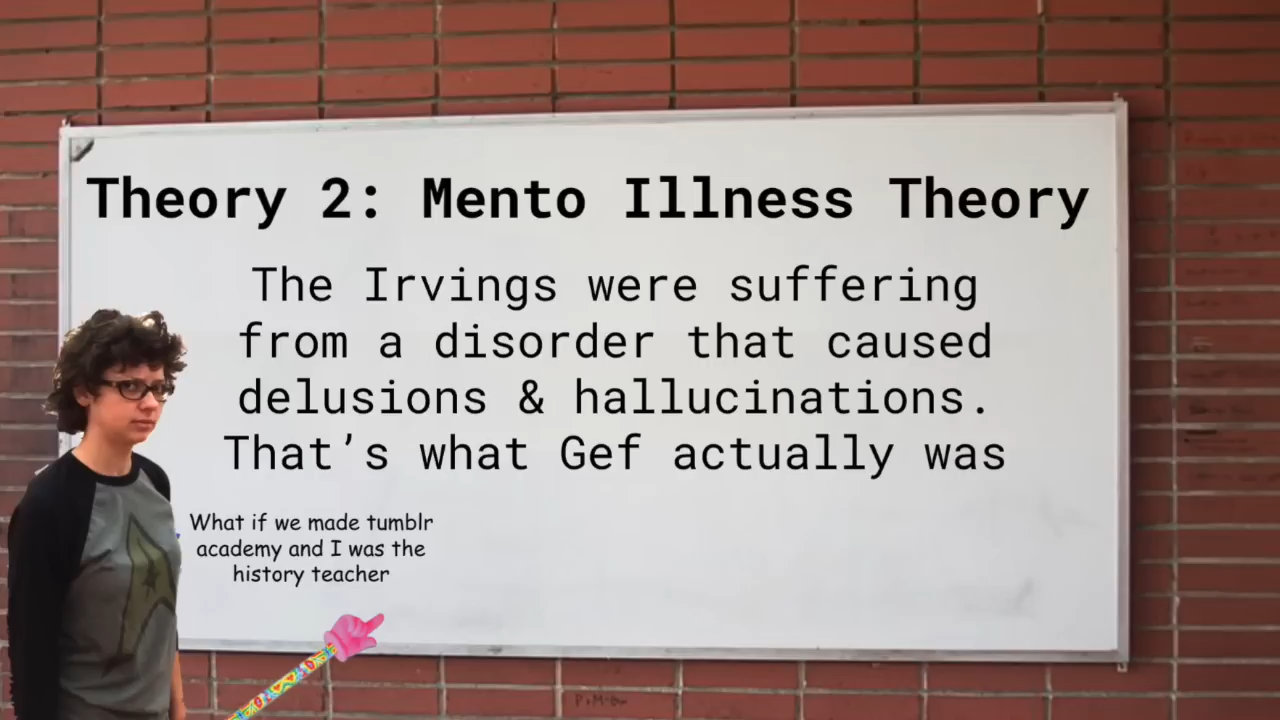 Theory 2: Mento Illness Theory
The Irvings were suffering
from a disorder that caused
delusions & hallucinations.
That’s what Gef actually was
What if we made tumblr
academy and I was the
history teacher